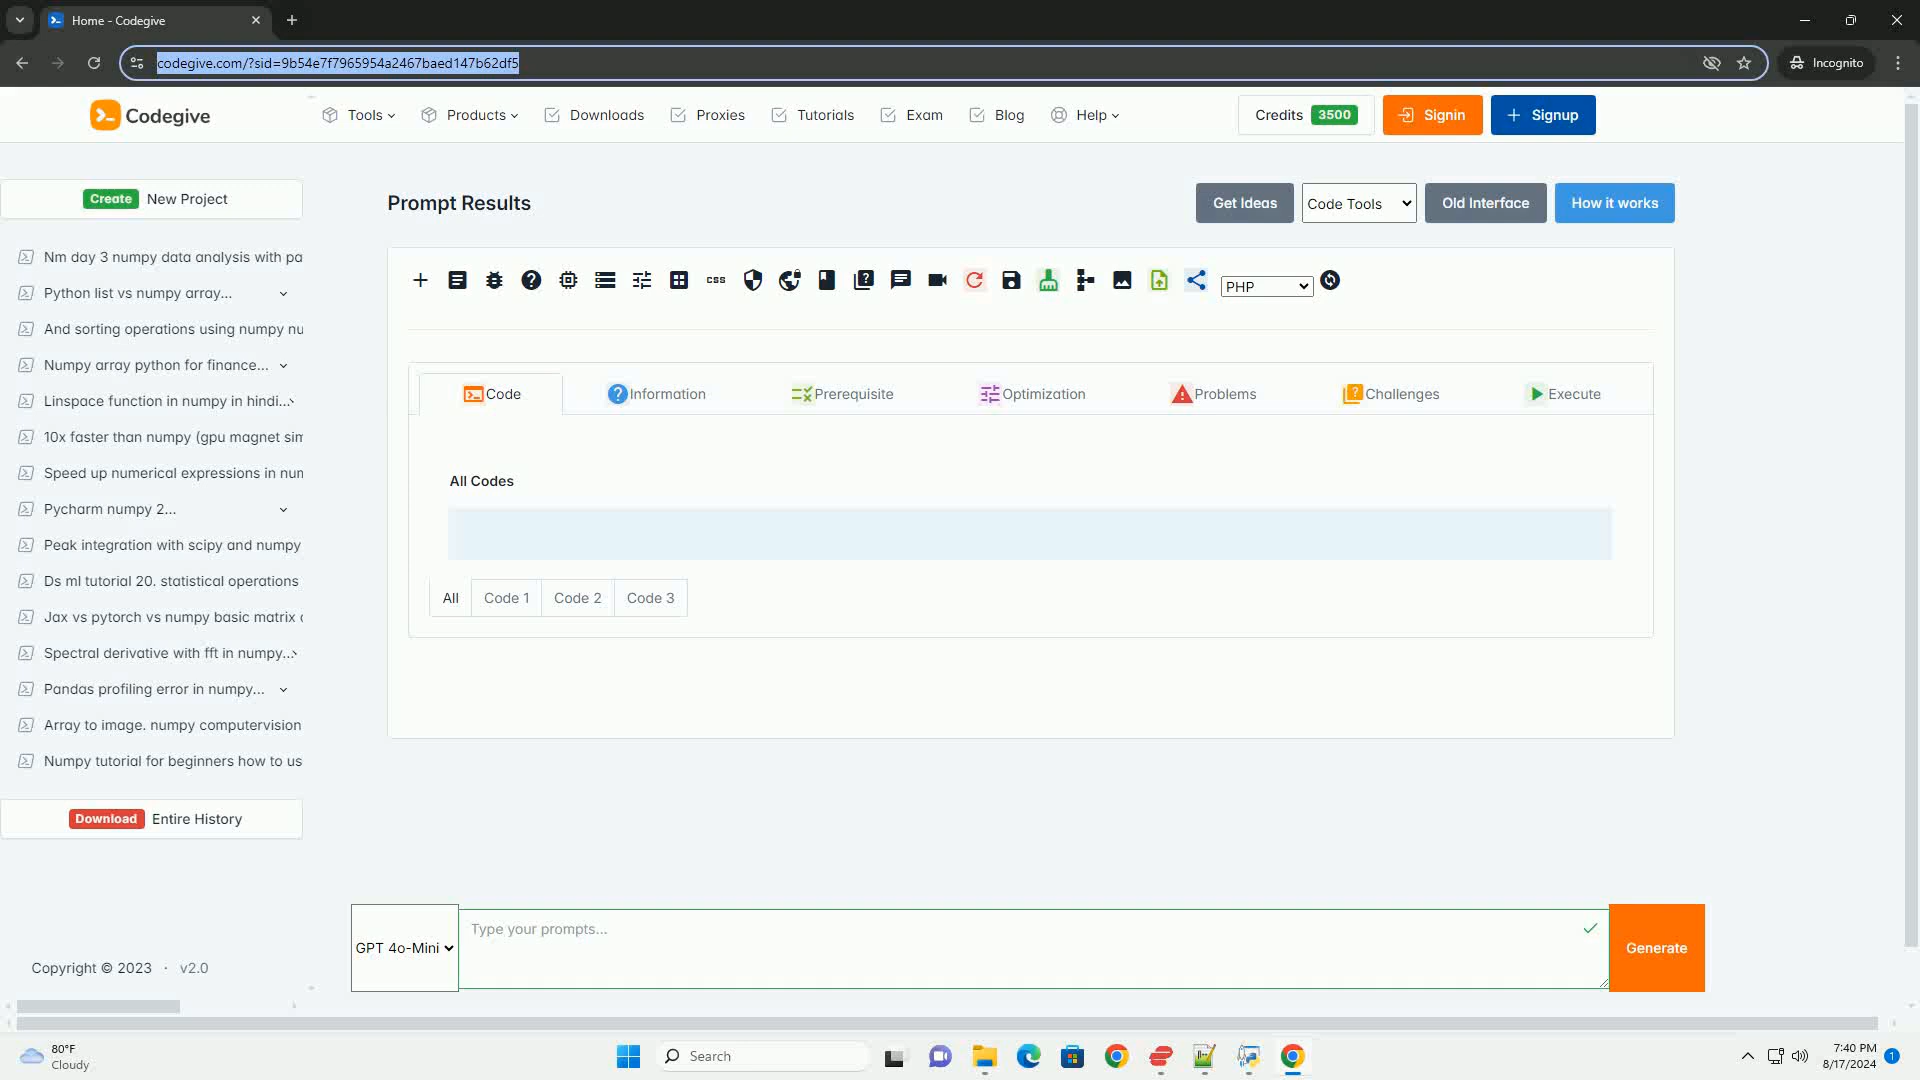 Home - Codegive
codegive.com/?sid=9b54e7f7965954a2467baed147b62df5
Incognito
Codegive
Tools
Products
Downloads
Proxies
Tutorials
Exam
Blog
Help
Credits 3500
Signin
Signup
Create New Project
Prompt Results
Get Ideas
Code Tools
Old Interface
How it works
Nm day 3 numpy data analysis with pa
Python list vs numpy array...
And sorting operations using numpy nu
Numpy array python for finance...
Linspace function in numpy in hindi...
10x faster than numpy (gpu magnet sim
Speed up numerical expressions in num
Pycharm numpy 2...
Peak integration with scipy and numpy
Ds ml tutorial 20. statistical operations
Jax vs pytorch vs numpy basic matrix
Spectral derivative with fft in numpy...
Pandas profiling error in numpy...
Array to image. numpy computervision
Numpy tutorial for beginners how to us
Download Entire History
Copyright © 2023 · v2.0
css
PHP
Code
Information
Prerequisite
Optimization
Problems
Challenges
Execute
All Codes
All
Code 1
Code 2
Code 3
GPT 4o-Mini
Type your prompts...
Generate
80°F
Cloudy
Search
7:40 PM
8/17/2024
1